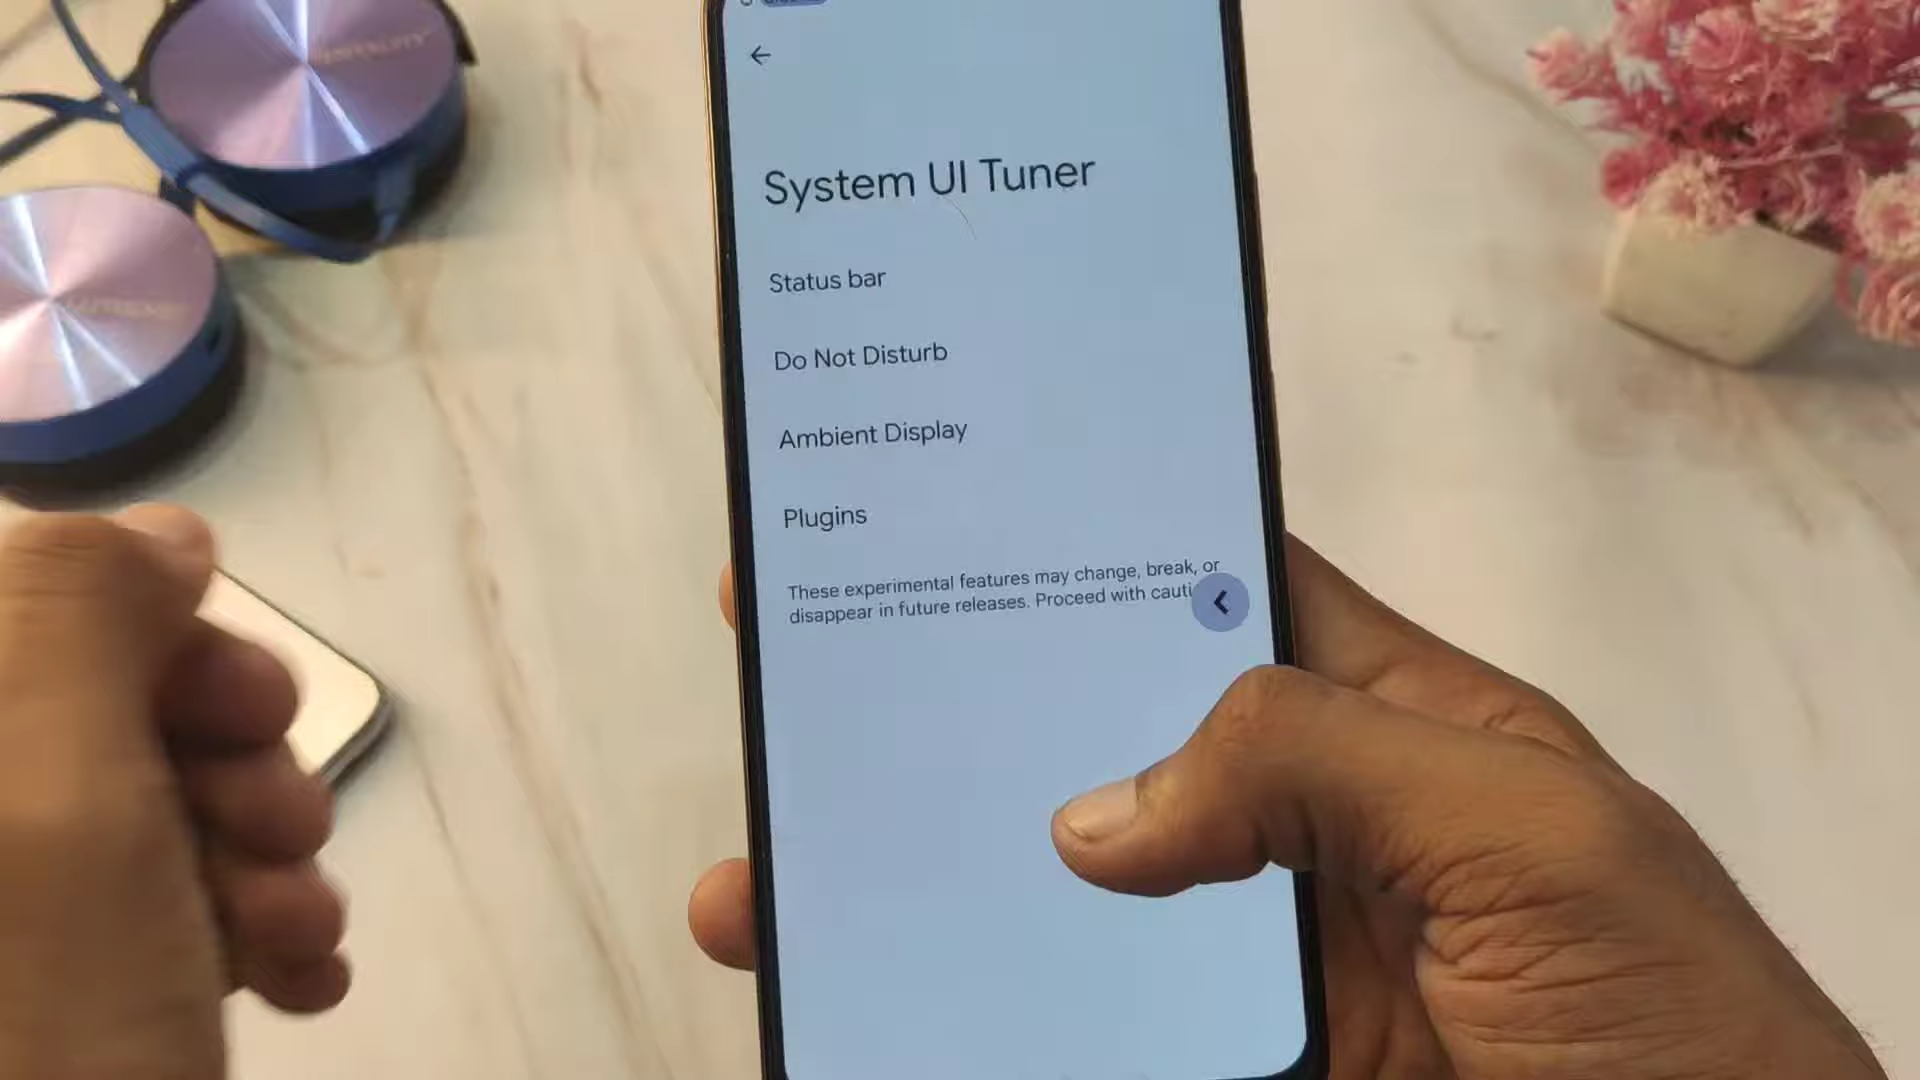 System UI Tuner
Status bar
Do Not Disturb
Ambient Display
Plugins
These experimental features may change, break, or
disappear in future releases. Proceed with cauti